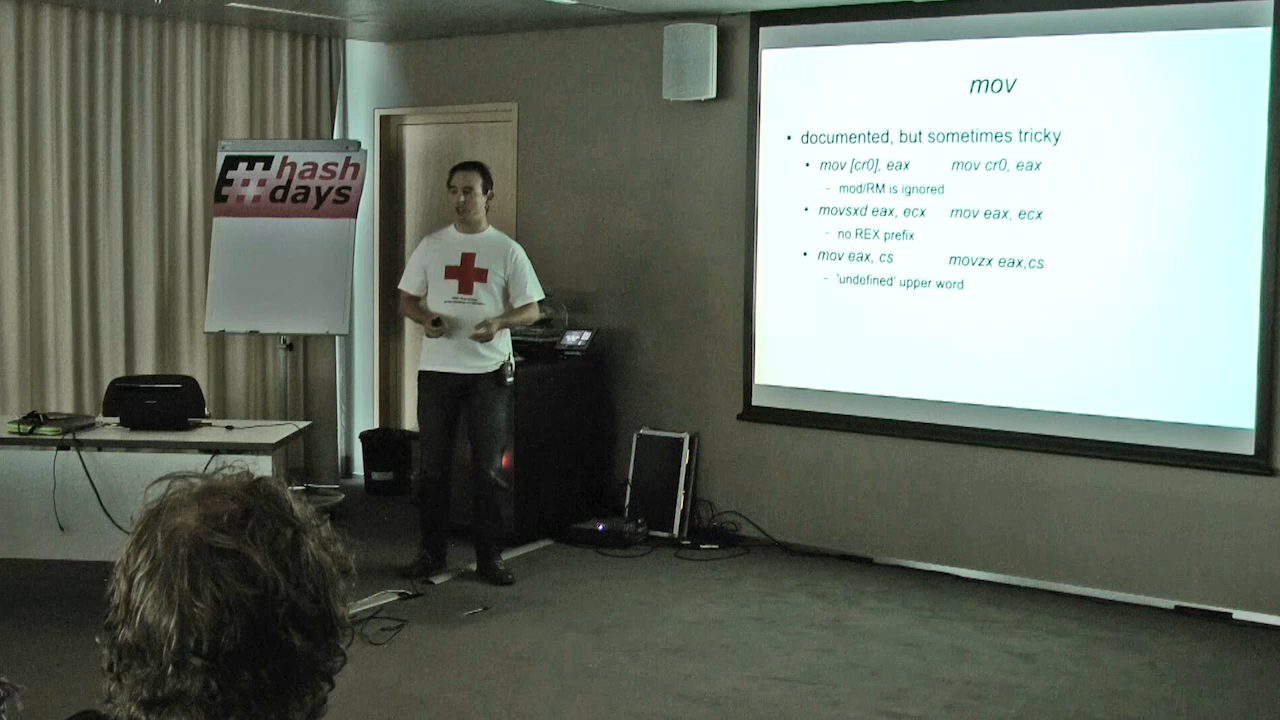 hash
days
mov
• documented, but sometimes tricky
• mov [cr0], eax mov cr0, eax
– mod/RM is ignored
• movsxd eax, ecx mov eax, ecx
– no REX prefix
• mov eax, cs movzx eax,cs
– 'undefined' upper word